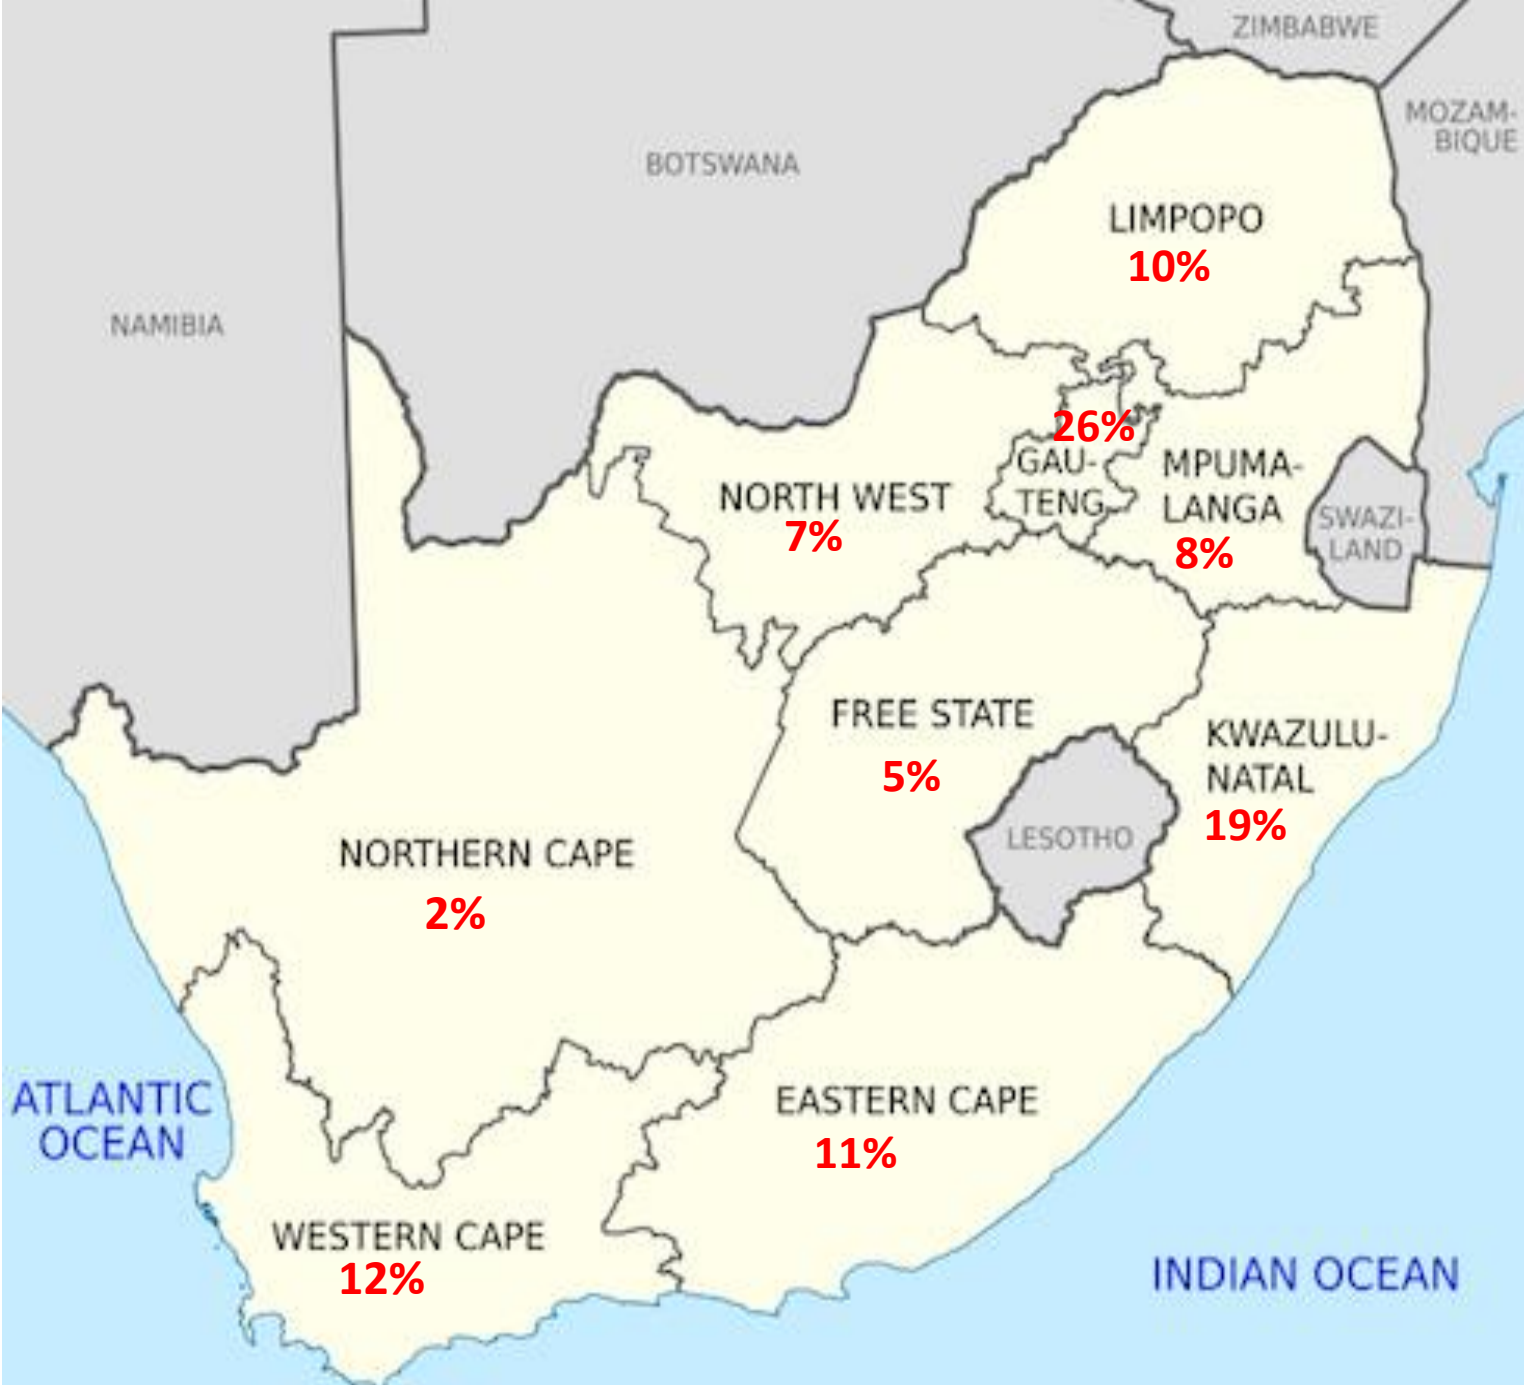 ZIMBABWE
MOZAM-
BIQUE
BOTSWANA
LIMPOPO
10%
NAMIBIA
26%
GAU-
TENG
MPUMA-
LANGA
8%
NORTH WEST
7%
SWAZI-
LAND
FREE STATE
5%
KWAZULU-
NATAL
19%
LESOTHO
NORTHERN CAPE
2%
ATLANTIC
OCEAN
EASTERN CAPE
11%
WESTERN CAPE
12%
INDIAN OCEAN